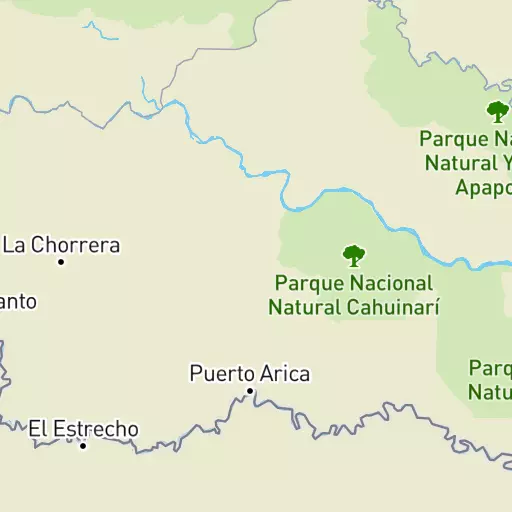 Parque Na
Natural Y
Apapo
La Chorrera
Parque Nacional
Natural Cahuinarí
anto
Parq
Natu
Puerto Arica
El Estrecho